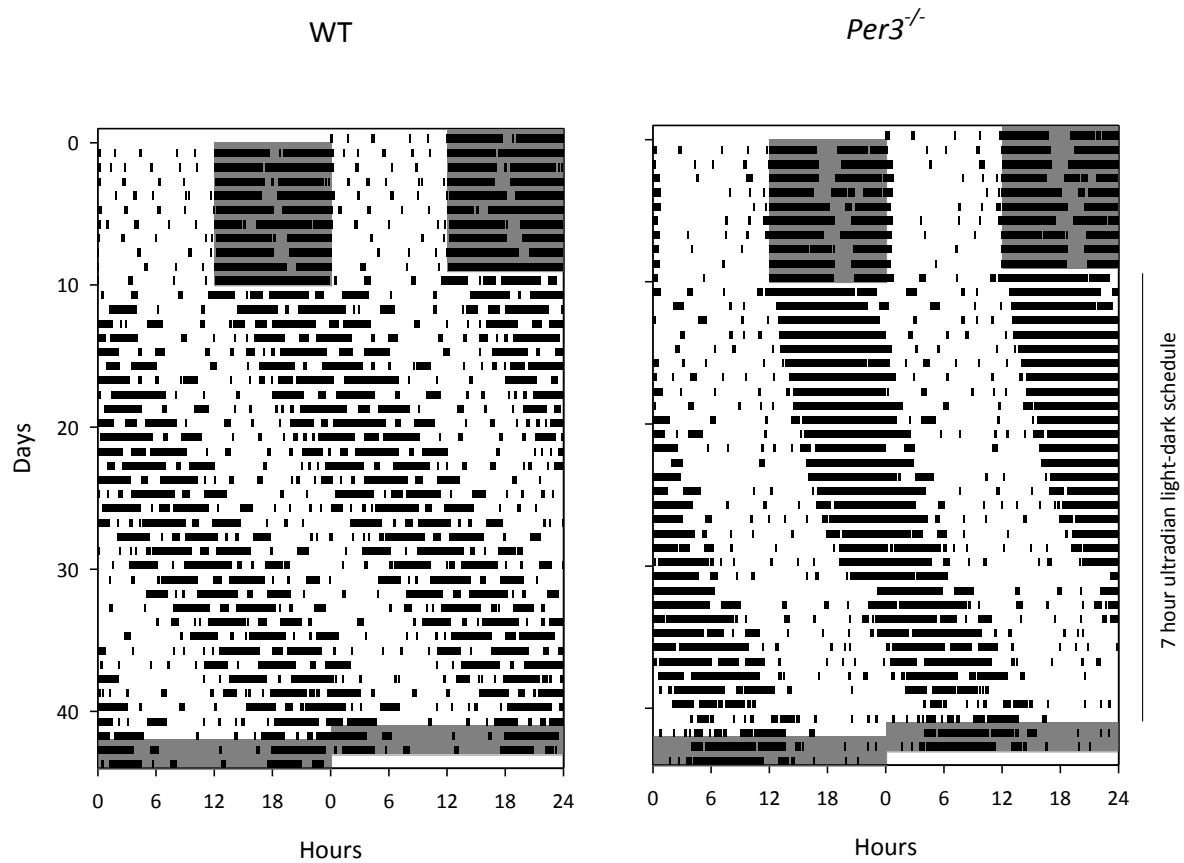 WT
Per3-/-
Days
0
10
20
30
40
0 6 12 18 0 6 12 18 24
0 6 12 18 0 6 12 18 24
Hours
Hours
7 hour ultradian light-dark schedule